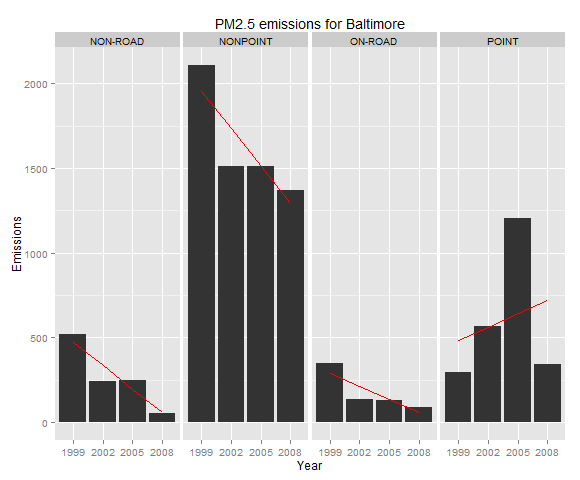 PM2.5 emissions for Baltimore
NON-ROAD NONPOINT ON-ROAD POINT
Emissions
2000
1500
1000
500
0
1999 2002 2005 2008 1999 2002 2005 2008 1999 2002 2005 2008 1999 2002 2005 2008
Year